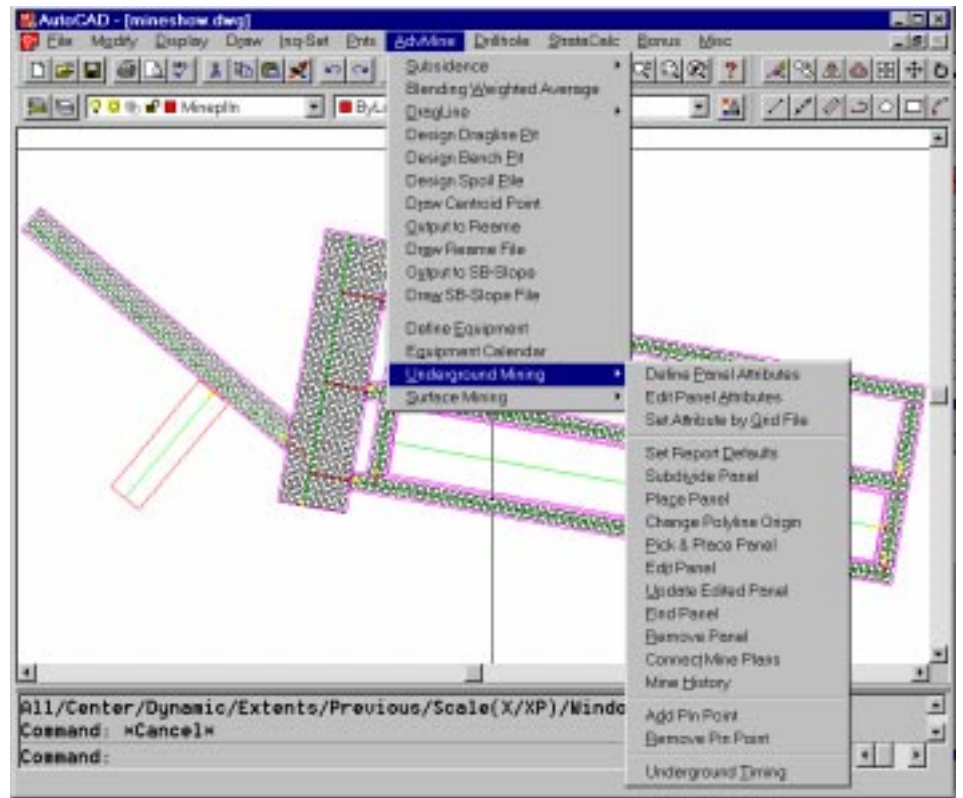 AutoCAD - [mineshow.dwg]
File Modify Display Draw Inq-Set Pnts AdvMine Drillhole StrataCalc Bonus Misc
Mineplin
ByL
Subsidence
Blending Weighted Average
DragLine
Design Dragline Pit
Design Bench Pit
Design Spoil Pile
Draw Centroid Point
Output to Reame
Draw Reame File
Output to SB-Slope
Draw SB-Slope File
Define Equipment
Equipment Calendar
Underground Mining
Surface Mining
Define Panel Attributes
Edit Panel Attributes
Set Attribute by Grid File
Set Report Defaults
Subdivide Panel
Place Panel
Change Polyline Origin
Pick & Place Panel
Edit Panel
Update Edited Panel
Find Panel
Remove Panel
Connect Mine Plans
Mine History
Add Pin Point
Remove Pin Point
Underground Timing
All/Center/Dynamic/Extents/Previous/Scale(X/XP)/Windo
Command: *Cancel*
Command: